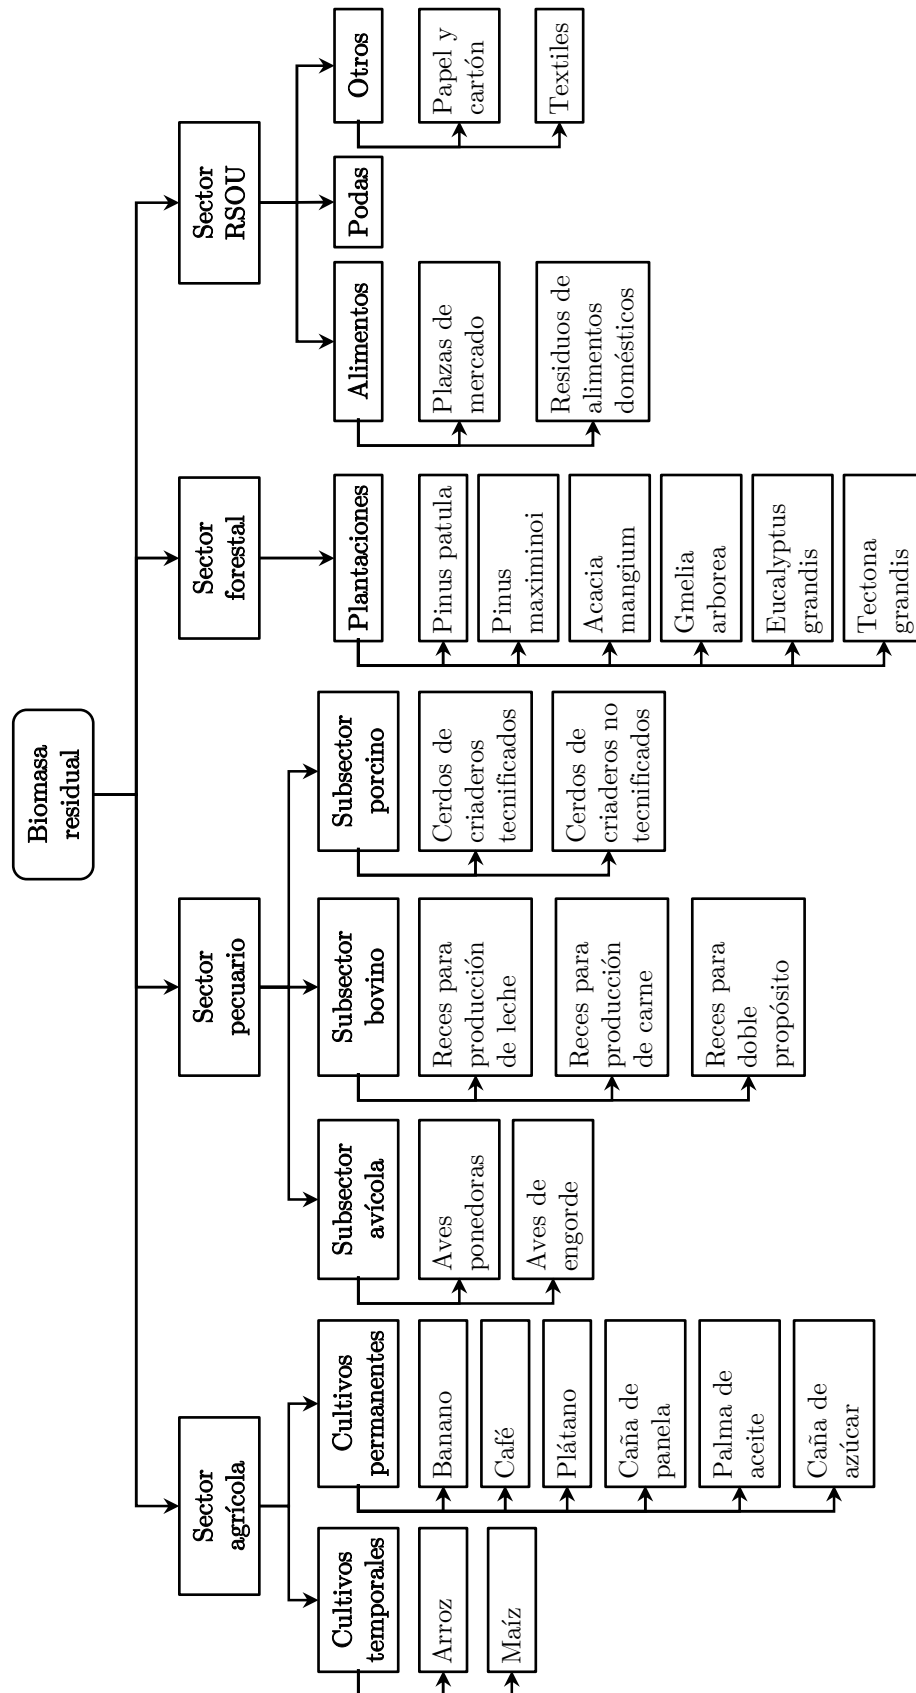 Biomasa
residual
Sector
agrícola
Sector
pecuario
Sector
forestal
Sector
RSOU
Cultivos
temporales
Cultivos
permanentes
Subsector
avícola
Subsector
bovino
Subsector
porcino
Plantaciones
Alimentos
Podas
Otros
Arroz
Maíz
Banano
Café
Plátano
Caña de
panela
Palma de
aceite
Caña de
azúcar
Aves
ponedoras
Aves de
engorde
Reces para
producción
de leche
Reces para
producción
de carne
Reces para
doble
propósito
Cerdos de
criaderos
tecnificados
Cerdos de
criaderos no
tecnificados
Pinus patula
Pinus
maximinoi
Acacia
mangium
Gmelia
arborea
Eucalyptus
grandis
Tectona
grandis
Plazas de
mercado
Residuos de
alimentos
domésticos
Papel y
cartón
Textiles